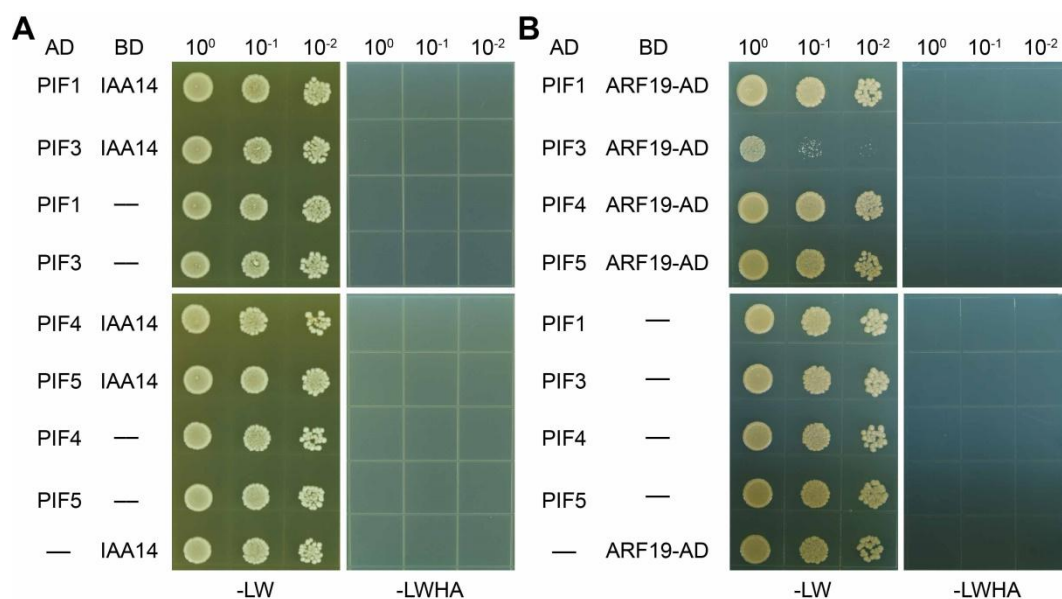 A B
AD BD 10⁰ 10⁻¹ 10⁻² 10⁰ 10⁻¹ 10⁻² AD BD 10⁰ 10⁻¹ 10⁻² 10⁰ 10⁻¹ 10⁻²
PIF1 IAA14 PIF1 ARF19-AD
PIF3 IAA14 PIF3 ARF19-AD
PIF1 — PIF4 ARF19-AD
PIF3 — PIF5 ARF19-AD
PIF4 IAA14 PIF1 —
PIF5 IAA14 PIF3 —
PIF4 — PIF4 —
PIF5 — PIF5 —
— IAA14 — ARF19-AD
-LW -LWHA -LW -LWHA